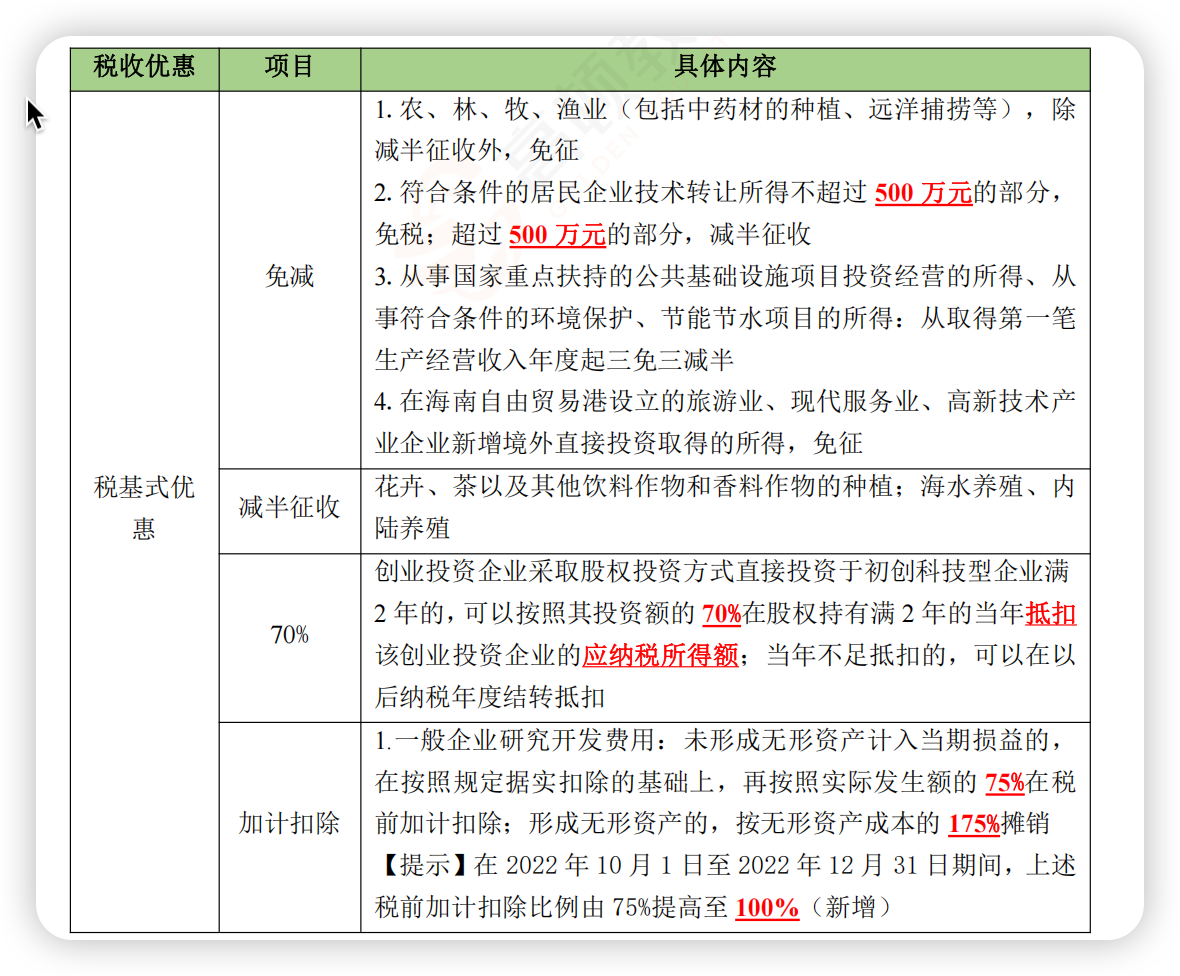 税收优惠 项目 具体内容
税基式优
惠
免减
1. 农、林、牧、渔业（包括中药材的种植、远洋捕捞等），除
减半征收外，免征
2. 符合条件的居民企业技术转让所得不超过 500 万元的部分，
免税；超过 500 万元的部分，减半征收
3. 从事国家重点扶持的公共基础设施项目投资经营的所得、从
事符合条件的环境保护、节能节水项目的所得：从取得第一笔
生产经营收入年度起三免三减半
4. 在海南自由贸易港设立的旅游业、现代服务业、高新技术产
业企业新增境外直接投资取得的所得，免征
减半征收
花卉、茶以及其他饮料作物和香料作物的种植；海水养殖、内
陆养殖
70%
创业投资企业采取股权投资方式直接投资于初创科技型企业满
2 年的，可以按照其投资额的 70%在股权持有满 2 年的当年抵扣
该创业投资企业的应纳税所得额；当年不足抵扣的，可以在以
后纳税年度结转抵扣
加计扣除
1.一般企业研究开发费用：未形成无形资产计入当期损益的，
在按照规定据实扣除的基础上，再按照实际发生额的 75%在税
前加计扣除；形成无形资产的，按无形资产成本的 175%摊销
【提示】在 2022 年 10 月 1 日至 2022 年 12 月 31 日期间，上述
税前加计扣除比例由 75%提高至 100%（新增）